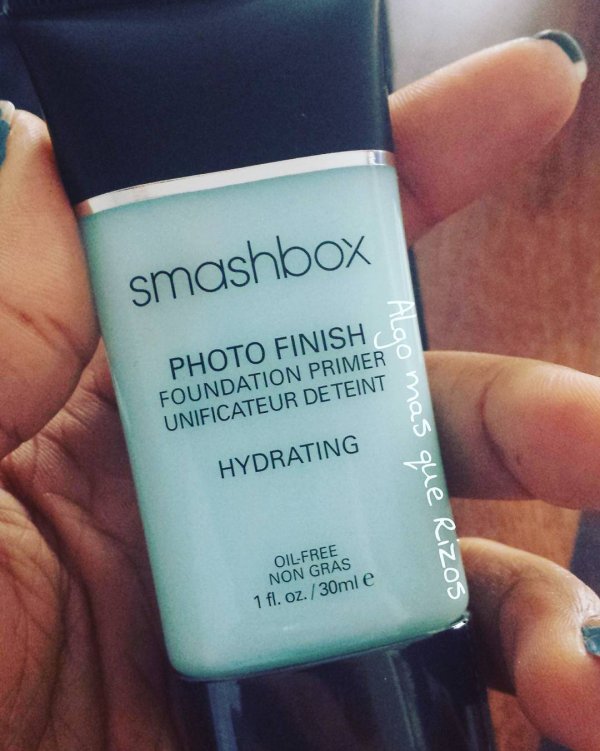 smashbox
PHOTO FINISH
FOUNDATION PRIMER
UNIFICATEUR DETEINT
HYDRATING
OIL-FREE
NON GRAS
1 fl. oz. / 30ml e
Algo mas que Rizos